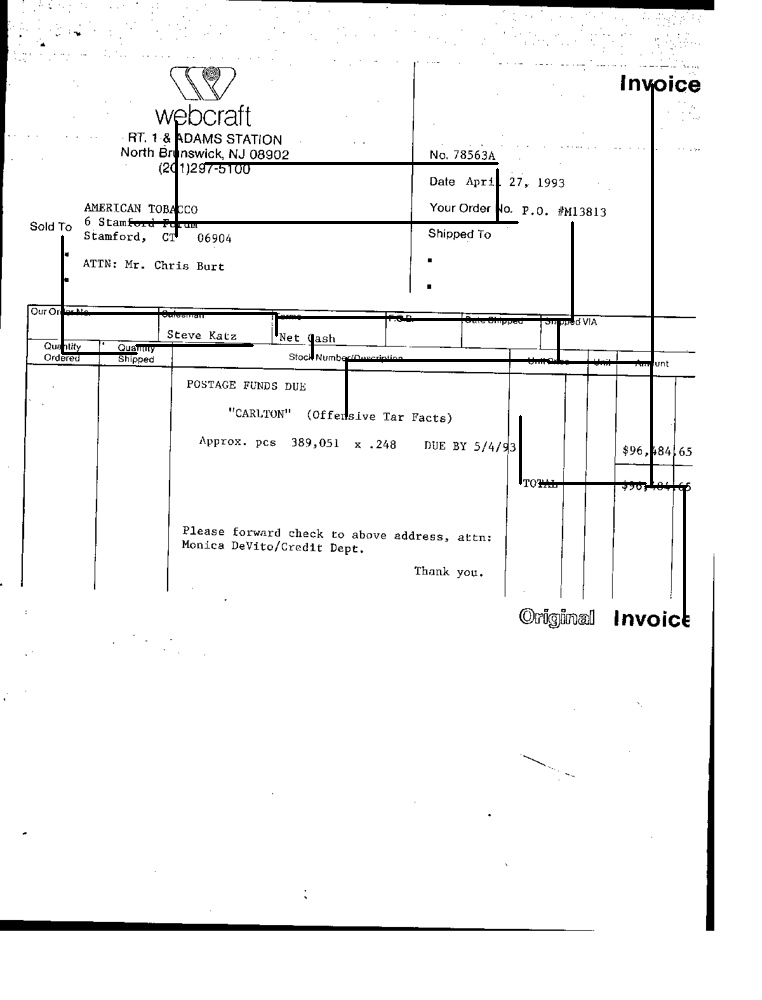 Invoice
webcraft
RT. 1 & ADAMS STATION
North Brunswick, NJ 08902
(201)297-5100
No. 78563A
Date April 27, 1993
Your Order No. P.O. #M13813
Sold To
AMERICAN TOBACCO
6 Stamford Forum
Stamford, CT 06904
ATTN: Mr. Chris Burt
Shipped To
Our Order No. Salesman Terms F.O.B. Date Shipped Shipped VIA
Steve Katz Net Cash
Quantity Ordered Quantity Shipped Stock Number/Description Unit Price Unit Amount
POSTAGE FUNDS DUE
"CARLTON" (Offensive Tar Facts)
Approx. pcs 389,051 x .248 DUE BY 5/4/93 $96,484.65
TOTAL $96,484.65
Please forward check to above address, attn:
Monica DeVito/Credit Dept.
Thank you.
Original Invoice